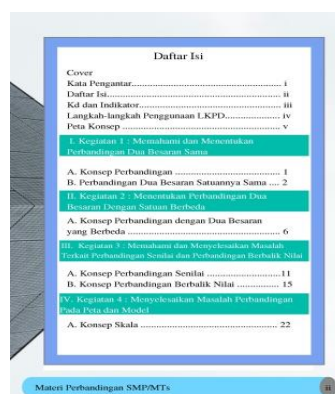 Daftar Isi
Cover
Kata Pengantar............................................ i
Daftar Isi.................................................... ii
Kd dan Indikator.......................................... iii
Langkah-langkah Penggunaan LKPD................. iv
Peta Konsep ................................................ v
I. Kegiatan 1 : Memahami dan Menentukan
Perbandingan Dua Besaran Sama
A. Konsep Perbandingan ................................ 1
B. Perbandingan Dua Besaran Satuannya Sama .... 2
II. Kegiatan 2 : Menentukan Perbandingan Dua
Besaran Dengan Satuan Berbeda
A. Konsep Perbandingan dengan Dua Besaran
yang Berbeda ............................................. 6
III. Kegiatan 3 : Memahami dan Menyelesaikan Masalah
Terkait Perbandingan Senilai dan Perbandingan Berbalik Nilai
A. Konsep Perbandingan Senilai .....................11
B. Konsep Perbandingan Berbalik Nilai ............... 15
IV. Kegiatan 4 : Menyelesaikan Masalah Perbandingan
Pada Peta dan Model
A. Konsep Skala .......................................... 22
Materi Perbandingan SMP/MTs
ii